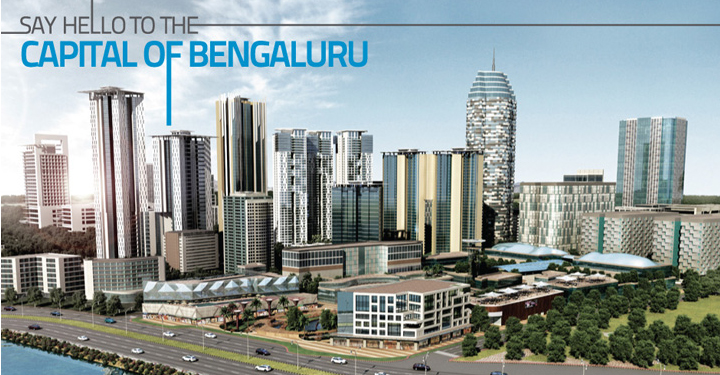 SAY HELLO TO THE
CAPITAL OF BENGALURU